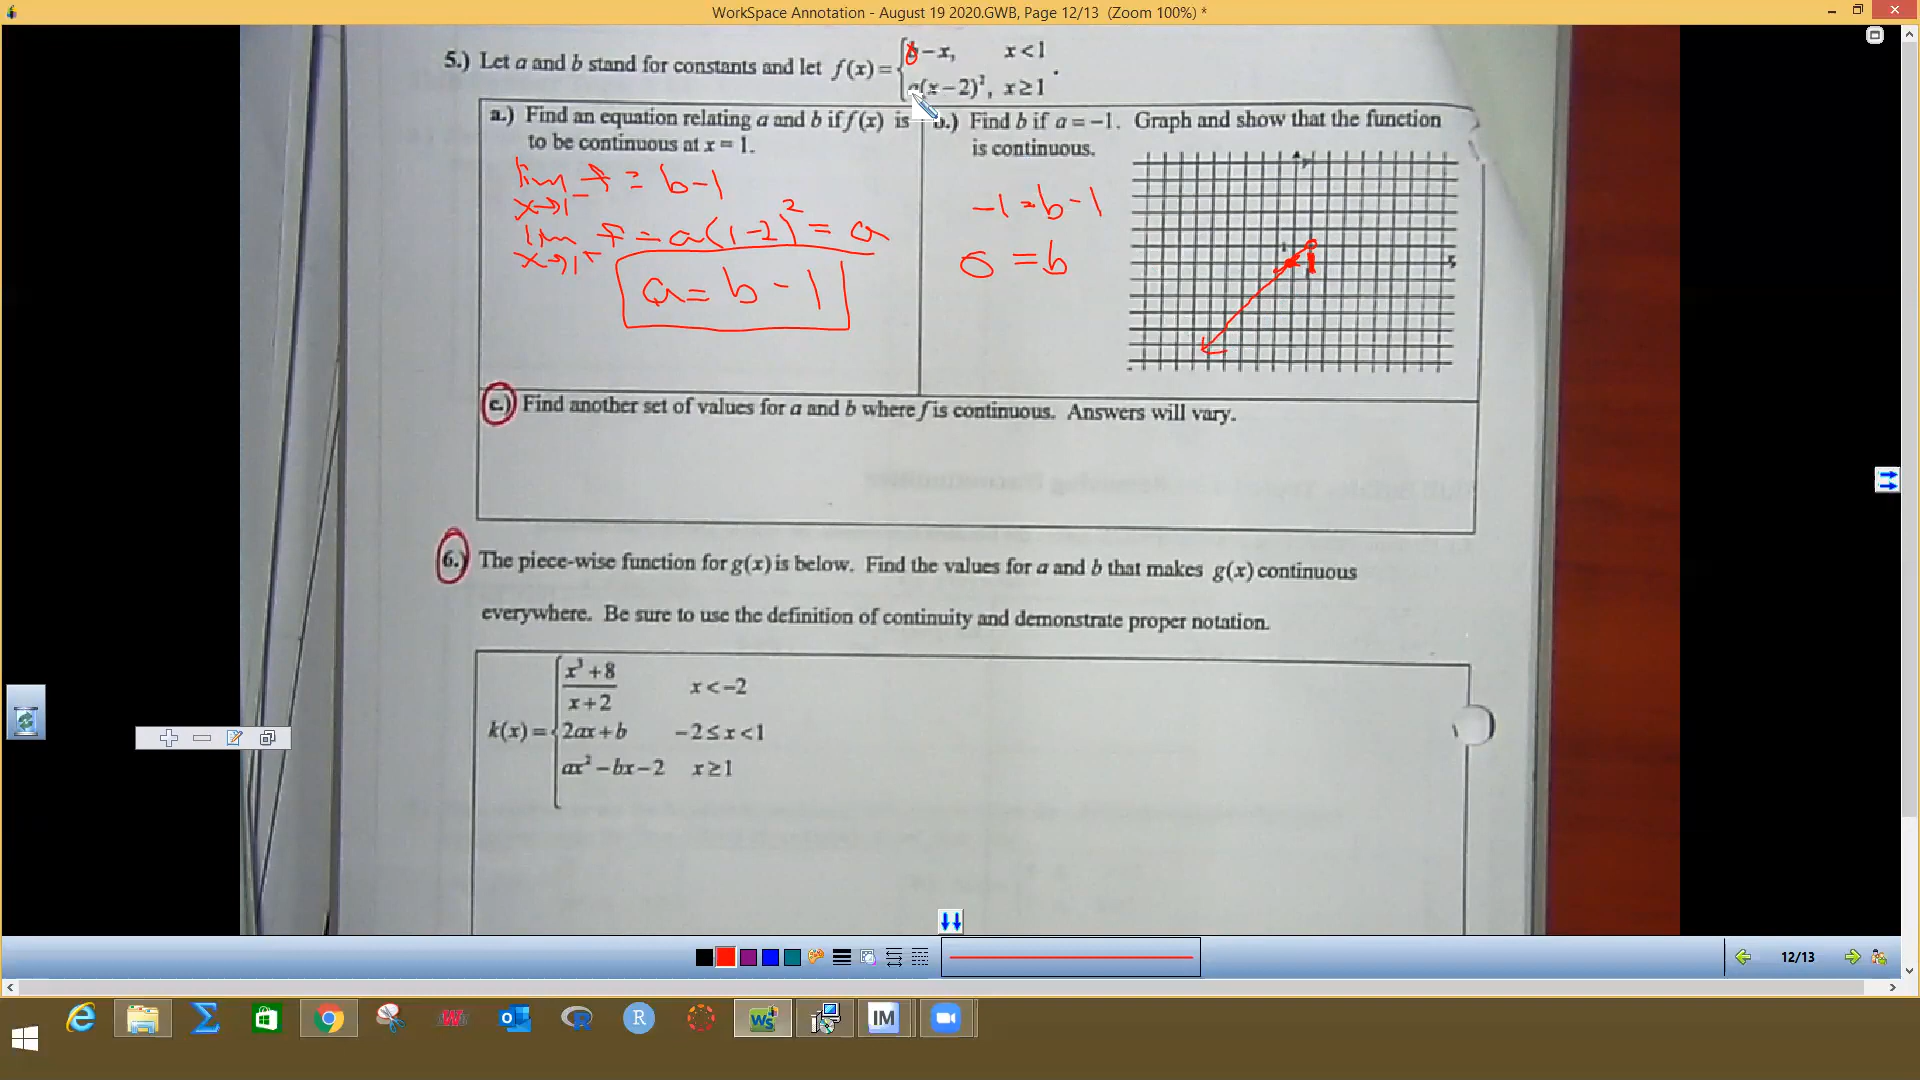 WorkSpace Annotation - August 19 2020.GWB, Page 12/13 (Zoom 100%) *
5.) Let a and b stand for constants and let f(x) = { b − x, x < 1
a(x − 2)², x ≥ 1 .
a.) Find an equation relating a and b if f(x) is
to be continuous at x = 1.
lim f = b - 1
x→1⁻
lim f = a(1-2)² = a
x→1⁺
a = b - 1
b.) Find b if a = −1. Graph and show that the function
is continuous.
-1 = b - 1
0 = b
c.) Find another set of values for a and b where f is continuous. Answers will vary.
6.) The piece-wise function for g(x) is below. Find the values for a and b that makes g(x) continuous
everywhere. Be sure to use the definition of continuity and demonstrate proper notation.
x³ + 8
x + 2
x < −2
k(x) = { 2ax + b −2 ≤ x < 1
ax² − bx − 2 x ≥ 1
12/13
WS
IM
R
R